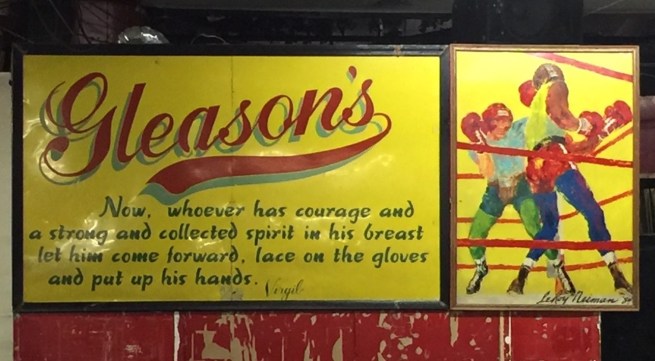 Gleason's
Now, whoever has courage and
a strong and collected spirit in his breast
let him come forward, lace on the gloves
and put up his hands. Virgil
LeRoy Neiman